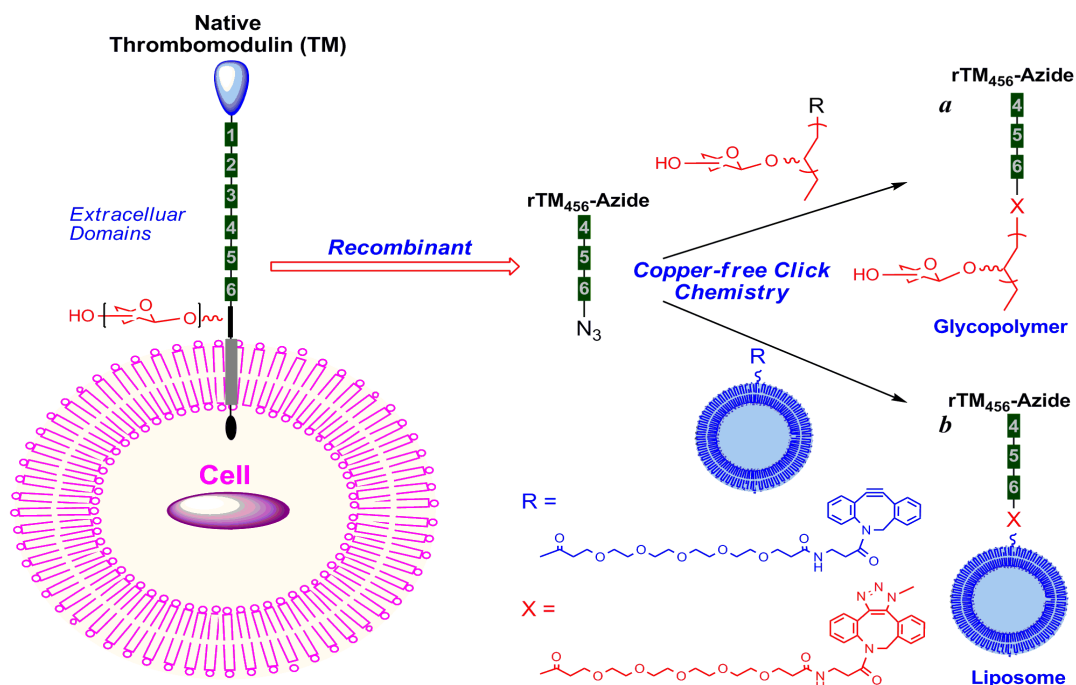 Native
Thrombomodulin (TM)
1
2
3
4
5
6
Extracelluar
Domains
HO
O
O
Cell
Recombinant
rTM456-Azide
4
5
6
N3
R
HO
O
O
Copper-free Click
Chemistry
R
rTM456-Azide
a
4
5
6
X
HO
O
O
Glycopolymer
rTM456-Azide
b
4
5
6
X
Liposome
R =
O
O
O
O
O
O
O
N
H
N
O
X =
O
O
O
O
O
O
O
N
H
N
O
N
N
N